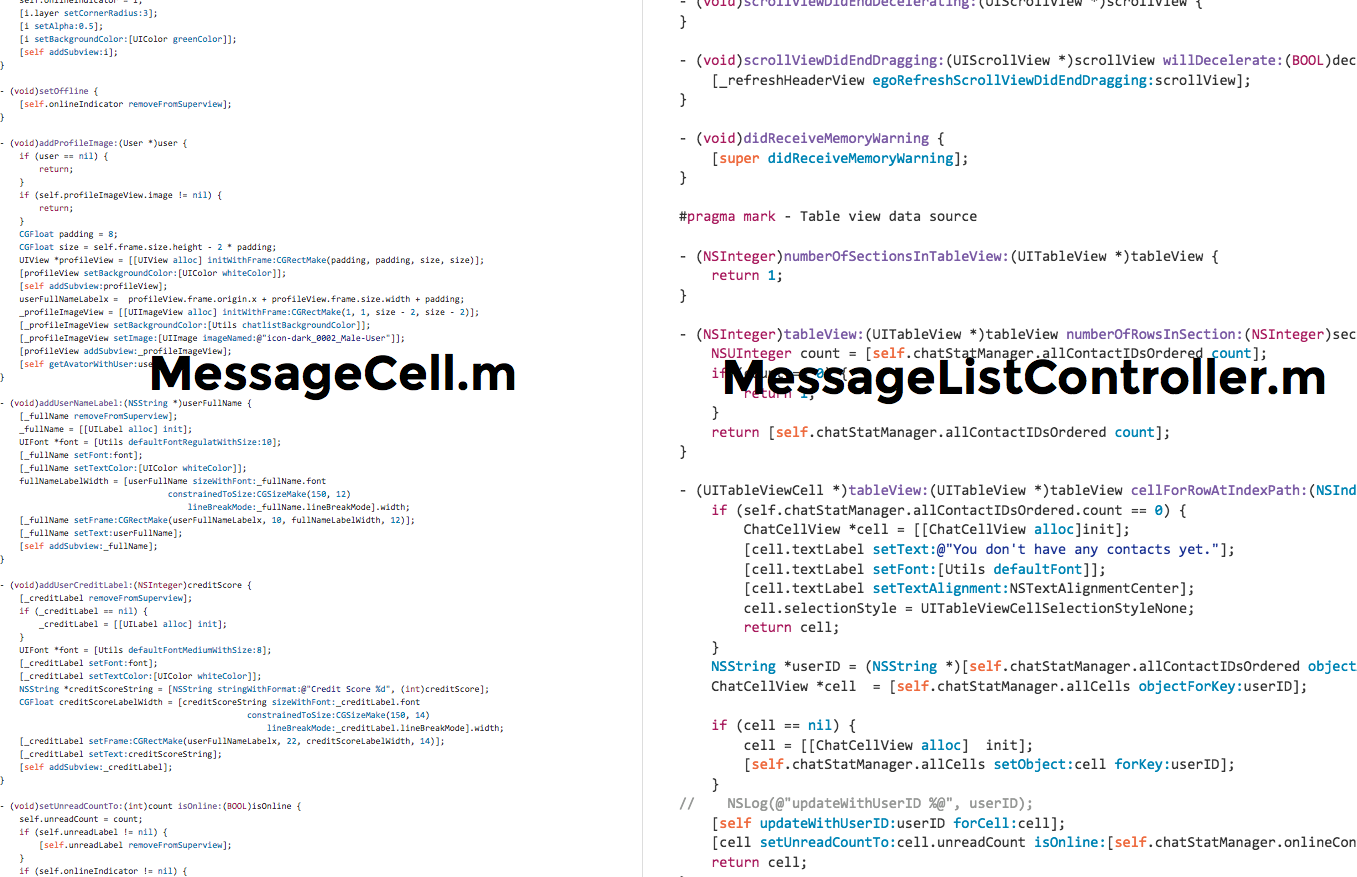 self.onlineIndicator = i;
[i.layer setCornerRadius:3];
[i setAlpha:0.5];
[i setBackgroundColor:[UIColor greenColor]];
[self addSubview:i];
}
- (void)setOffline {
[self.onlineIndicator removeFromSuperview];
}
- (void)addProfileImage:(User *)user {
if (user == nil) {
return;
}
if (self.profileImageView.image != nil) {
return;
}
CGFloat padding = 8;
CGFloat size = self.frame.size.height - 2 * padding;
UIView *profileView = [[UIView alloc] initWithFrame:CGRectMake(padding, padding, size, size)];
[profileView setBackgroundColor:[UIColor whiteColor]];
[self addSubview:profileView];
userFullNameLabelx =  profileView.frame.origin.x + profileView.frame.size.width + padding;
_profileImageView = [[UIImageView alloc] initWithFrame:CGRectMake(1, 1, size - 2, size - 2)];
[_profileImageView setBackgroundColor:[Utils chatlistBackgroundColor]];
[_profileImageView setImage:[UIImage imageNamed:@"icon-dark_0002_Male-User"]];
[profileView addSubview:_profileImageView];
[self getAvatorWithUser:use
}
MessageCell.m
- (void)addUserNameLabel:(NSString *)userFullName {
[_fullName removeFromSuperview];
_fullName = [[UILabel alloc] init];
UIFont *font = [Utils defaultFontRegulatWithSize:10];
[_fullName setFont:font];
[_fullName setTextColor:[UIColor whiteColor]];
fullNameLabelWidth = [userFullName sizeWithFont:_fullName.font
constrainedToSize:CGSizeMake(150, 12)
lineBreakMode:_fullName.lineBreakMode].width;
[_fullName setFrame:CGRectMake(userFullNameLabelx, 10, fullNameLabelWidth, 12)];
[_fullName setText:userFullName];
[self addSubview:_fullName];
}
- (void)addUserCreditLabel:(NSInteger)creditScore {
[_creditLabel removeFromSuperview];
if (_creditLabel == nil) {
_creditLabel = [[UILabel alloc] init];
}
UIFont *font = [Utils defaultFontMediumWithSize:8];
[_creditLabel setFont:font];
[_creditLabel setTextColor:[UIColor whiteColor]];
NSString *creditScoreString = [NSString stringWithFormat:@"Credit Score %d", (int)creditScore];
CGFloat creditScoreLabelWidth = [creditScoreString sizeWithFont:_creditLabel.font
constrainedToSize:CGSizeMake(150, 14)
lineBreakMode:_creditLabel.lineBreakMode].width;
[_creditLabel setFrame:CGRectMake(userFullNameLabelx, 22, creditScoreLabelWidth, 14)];
[_creditLabel setText:creditScoreString];
[self addSubview:_creditLabel];
}
- (void)setUnreadCountTo:(int)count isOnline:(BOOL)isOnline {
self.unreadCount = count;
if (self.unreadLabel != nil) {
[self.unreadLabel removeFromSuperview];
}
if (self.onlineIndicator != nil) {
- (void)scrollViewDidEndDecelerating:(UIScrollView *)scrollView {
}
- (void)scrollViewDidEndDragging:(UIScrollView *)scrollView willDecelerate:(BOOL)dec
[_refreshHeaderView egoRefreshScrollViewDidEndDragging:scrollView];
}
- (void)didReceiveMemoryWarning {
[super didReceiveMemoryWarning];
}
#pragma mark - Table view data source
- (NSInteger)numberOfSectionsInTableView:(UITableView *)tableView {
return 1;
}
- (NSInteger)tableView:(UITableView *)tableView numberOfRowsInSection:(NSInteger)sec
NSUInteger count = [self.chatStatManager.allContactIDsOrdered count];
if (count == 0) {
return 1;
MessageListController.m
}
return [self.chatStatManager.allContactIDsOrdered count];
}
- (UITableViewCell *)tableView:(UITableView *)tableView cellForRowAtIndexPath:(NSInd
if (self.chatStatManager.allContactIDsOrdered.count == 0) {
ChatCellView *cell = [[ChatCellView alloc]init];
[cell.textLabel setText:@"You don't have any contacts yet."];
[cell.textLabel setFont:[Utils defaultFont]];
[cell.textLabel setTextAlignment:NSTextAlignmentCenter];
cell.selectionStyle = UITableViewCellSelectionStyleNone;
return cell;
}
NSString *userID = (NSString *)[self.chatStatManager.allContactIDsOrdered object
ChatCellView *cell  = [self.chatStatManager.allCells objectForKey:userID];
if (cell == nil) {
cell = [[ChatCellView alloc]  init];
[self.chatStatManager.allCells setObject:cell forKey:userID];
}
//    NSLog(@"updateWithUserID %@", userID);
[self updateWithUserID:userID forCell:cell];
[cell setUnreadCountTo:cell.unreadCount isOnline:[self.chatStatManager.onlineCon
return cell;